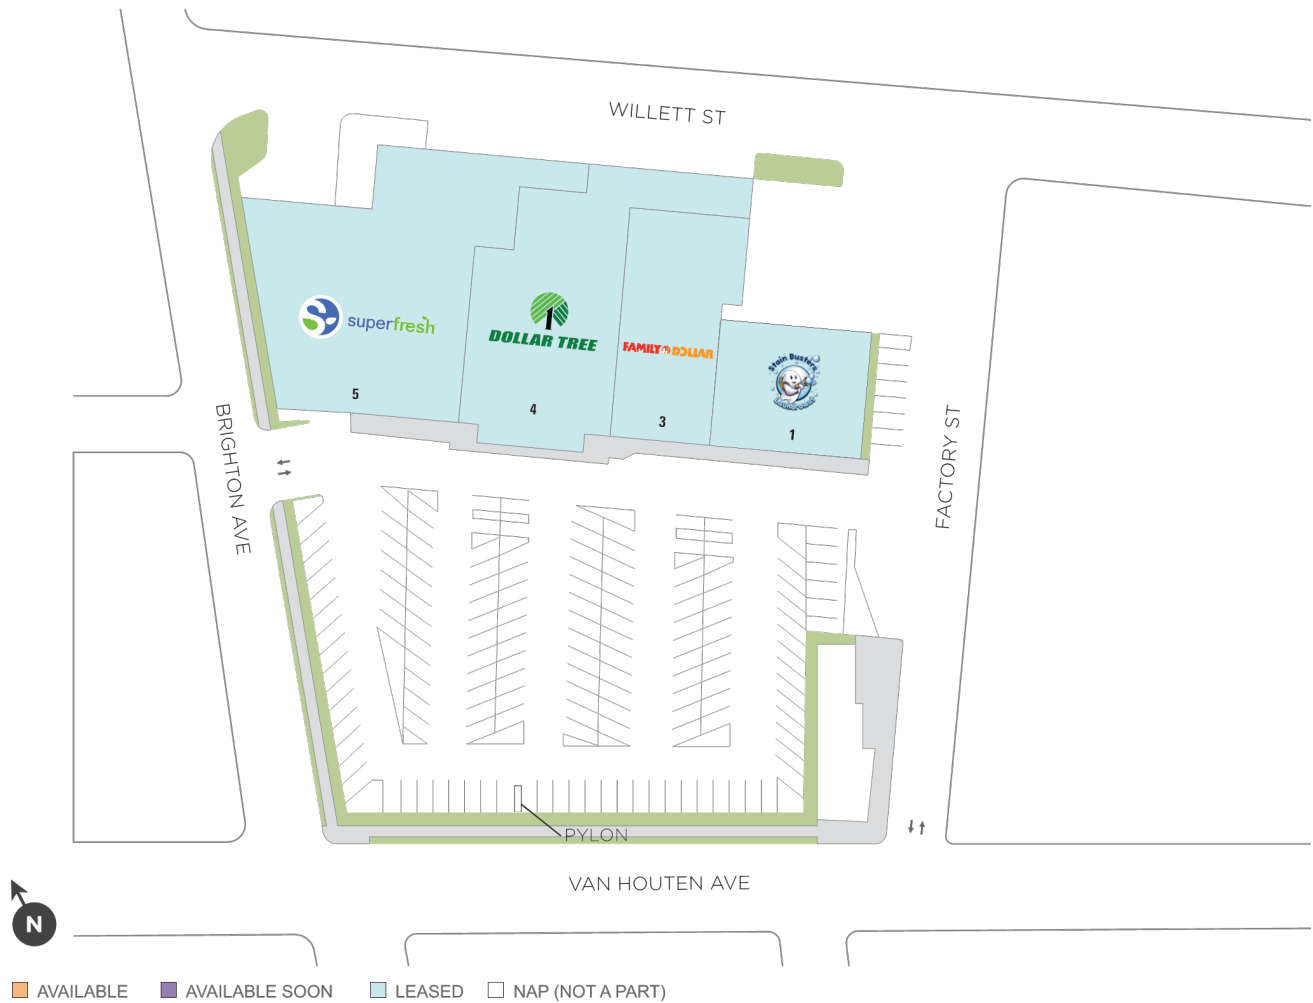 WILLETT ST
superfresh
DOLLAR TREE
FAMILY DOLLAR
Stain Busters
Laundromat
5
4
3
1
BRIGHTON AVE
FACTORY ST
PYLON
VAN HOUTEN AVE
N
AVAILABLE
AVAILABLE SOON
LEASED
NAP (NOT A PART)